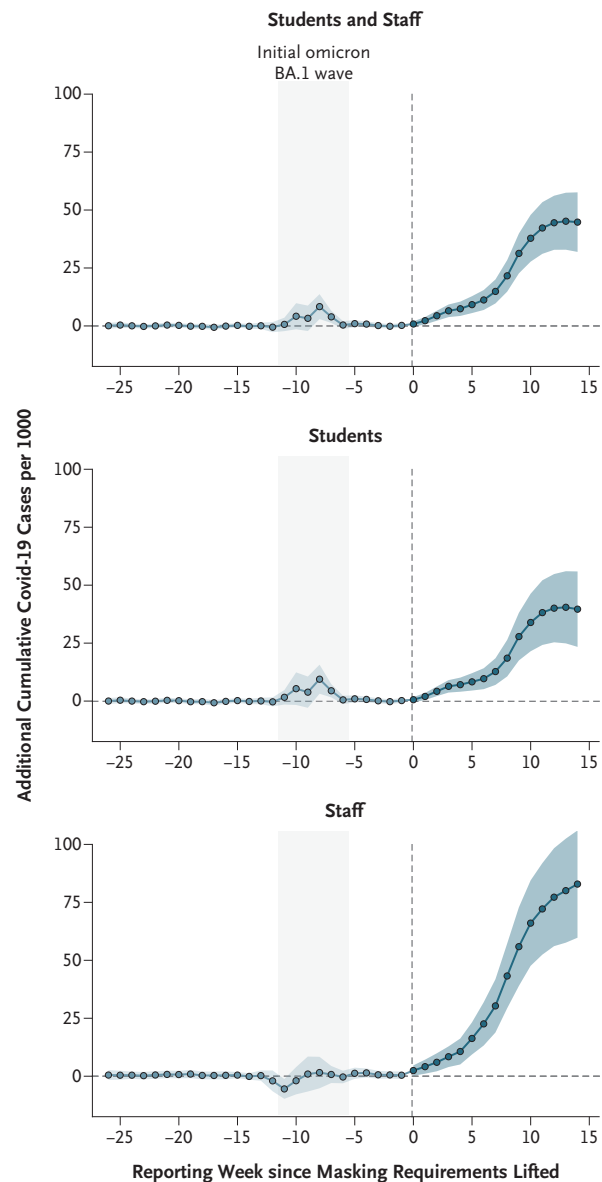 Students and Staff
Initial omicron
BA.1 wave
100
75
50
25
0
−25 −20 −15 −10 −5 0 5 10 15
Students
100
75
50
25
0
−25 −20 −15 −10 −5 0 5 10 15
Additional Cumulative Covid-19 Cases per 1000
Staff
100
75
50
25
0
−25 −20 −15 −10 −5 0 5 10 15
Reporting Week since Masking Requirements Lifted